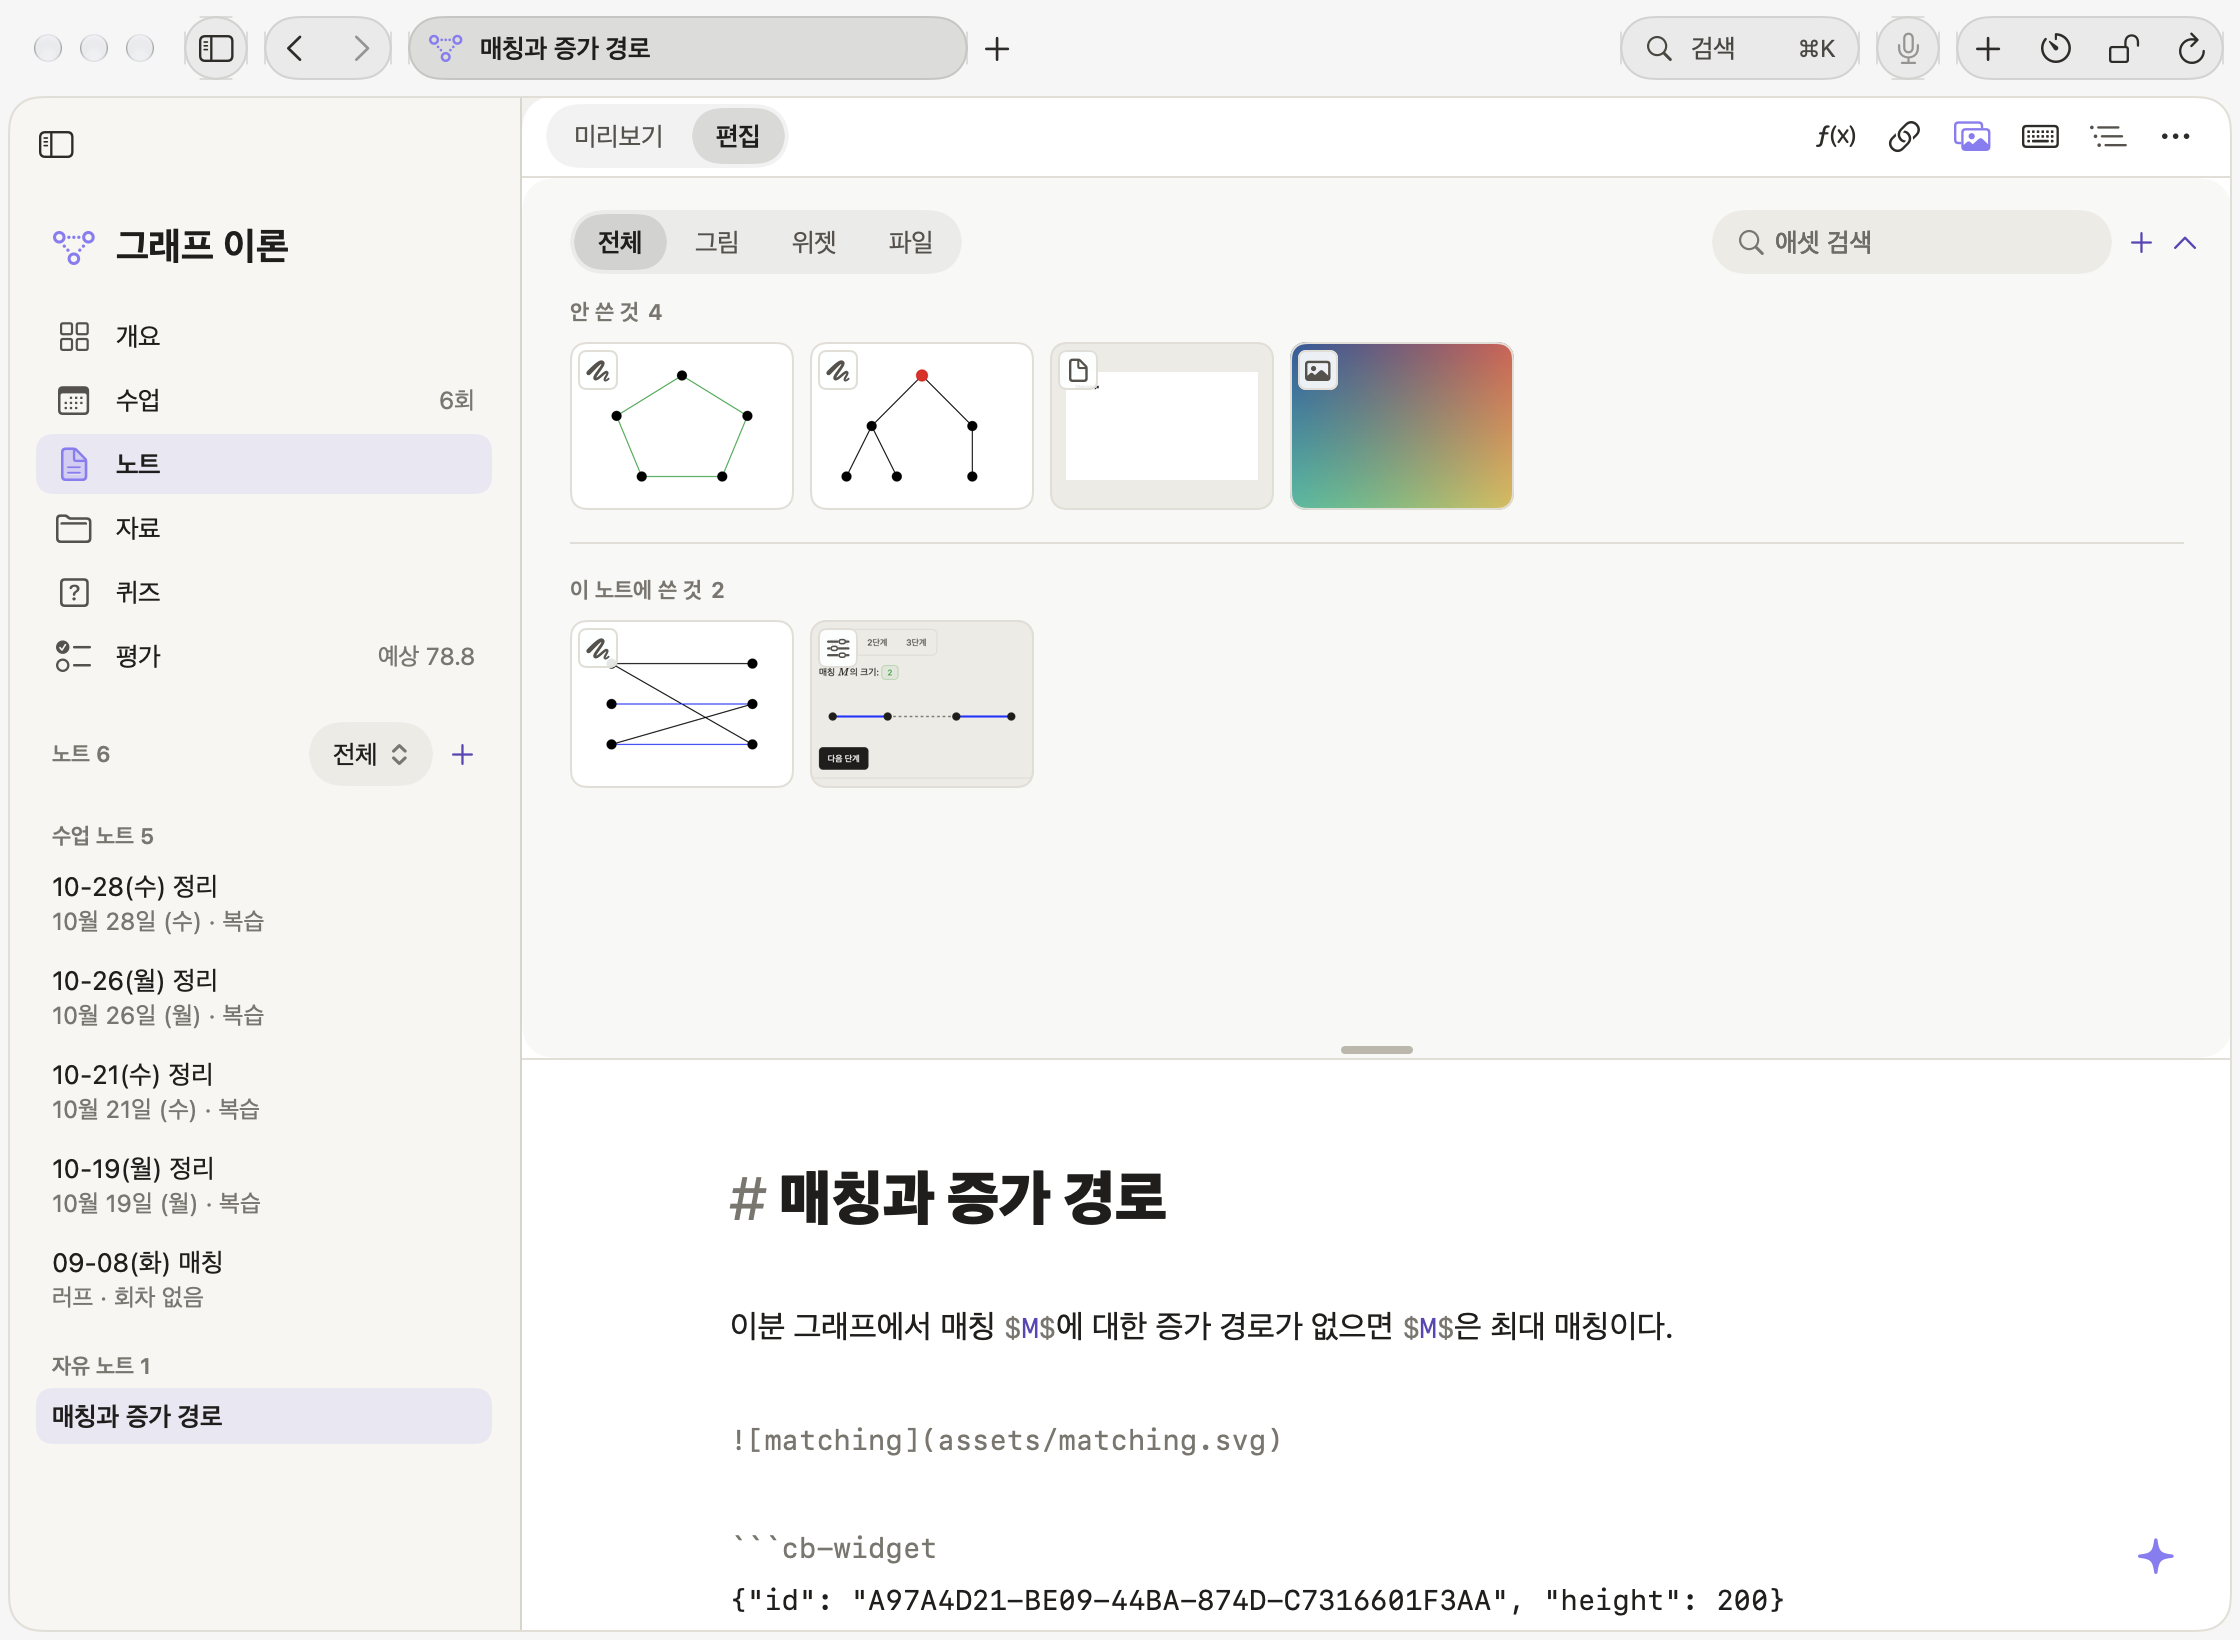 매칭과 증가 경로
검색 ⌘K
그래프 이론
개요
수업 6회
노트
자료
퀴즈
평가 예상 78.8
노트 6 전체
수업 노트 5
10-28(수) 정리
10월 28일 (수) · 복습
10-26(월) 정리
10월 26일 (월) · 복습
10-21(수) 정리
10월 21일 (수) · 복습
10-19(월) 정리
10월 19일 (월) · 복습
09-08(화) 매칭
러프 · 회차 없음
자유 노트 1
매칭과 증가 경로
미리보기 편집
f(x)
전체 그림 위젯 파일
애셋 검색
안 쓴 것 4
이 노트에 쓴 것 2
2단계 3단계
매칭 M의 크기: 2
다음 단계
# 매칭과 증가 경로
이분 그래프에서 매칭 $M$에 대한 증가 경로가 없으면 $M$은 최대 매칭이다.
![matching](assets/matching.svg)
```cb-widget
{"id": "A97A4D21-BE09-44BA-874D-C7316601F3AA", "height": 200}